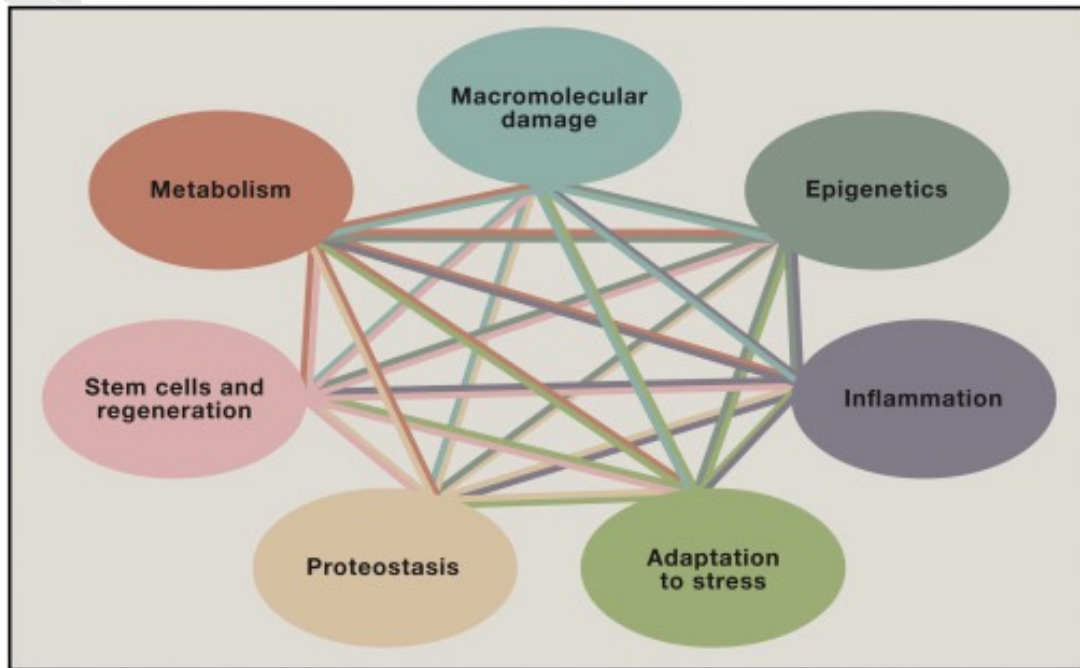 Macromolecular
damage
Metabolism
Epigenetics
Stem cells and
regeneration
Inflammation
Proteostasis
Adaptation
to stress